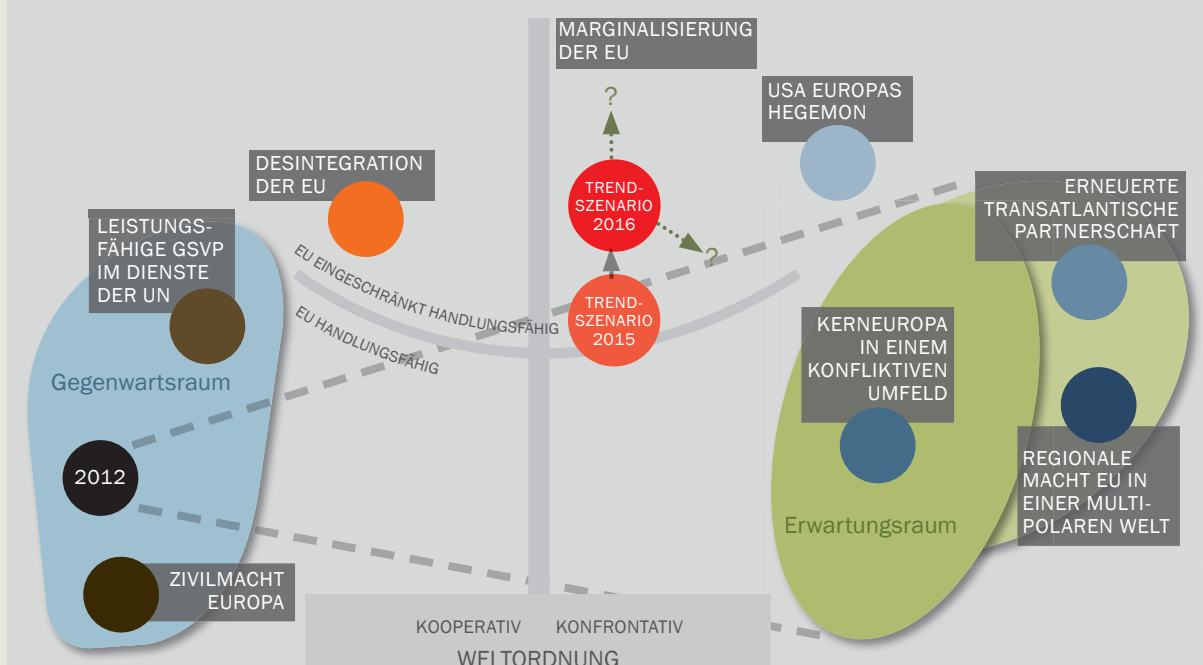 MARGINALISIERUNG
DER EU
?
USA EUROPAS
HEGEMON
DESINTEGRATION
DER EU
TREND-
SZENARIO
2016
?
ERNEUERTE
TRANSATLANTISCHE
PARTNERSCHAFT
LEISTUNGS-
FÄHIGE GSVP
IM DIENSTE
DER UN
EU EINGESCHRÄNKT HANDLUNGSFÄHIG
EU HANDLUNGSFÄHIG
TREND-
SZENARIO
2015
KERNEUROPA
IN EINEM
KONFLIKTIVEN
UMFELD
Gegenwartsraum
2012
REGIONALE
MACHT EU IN
EINER MULTI-
POLAREN WELT
Erwartungsraum
ZIVILMACHT
EUROPA
KOOPERATIV KONFRONTATIV
WELTORDNUNG